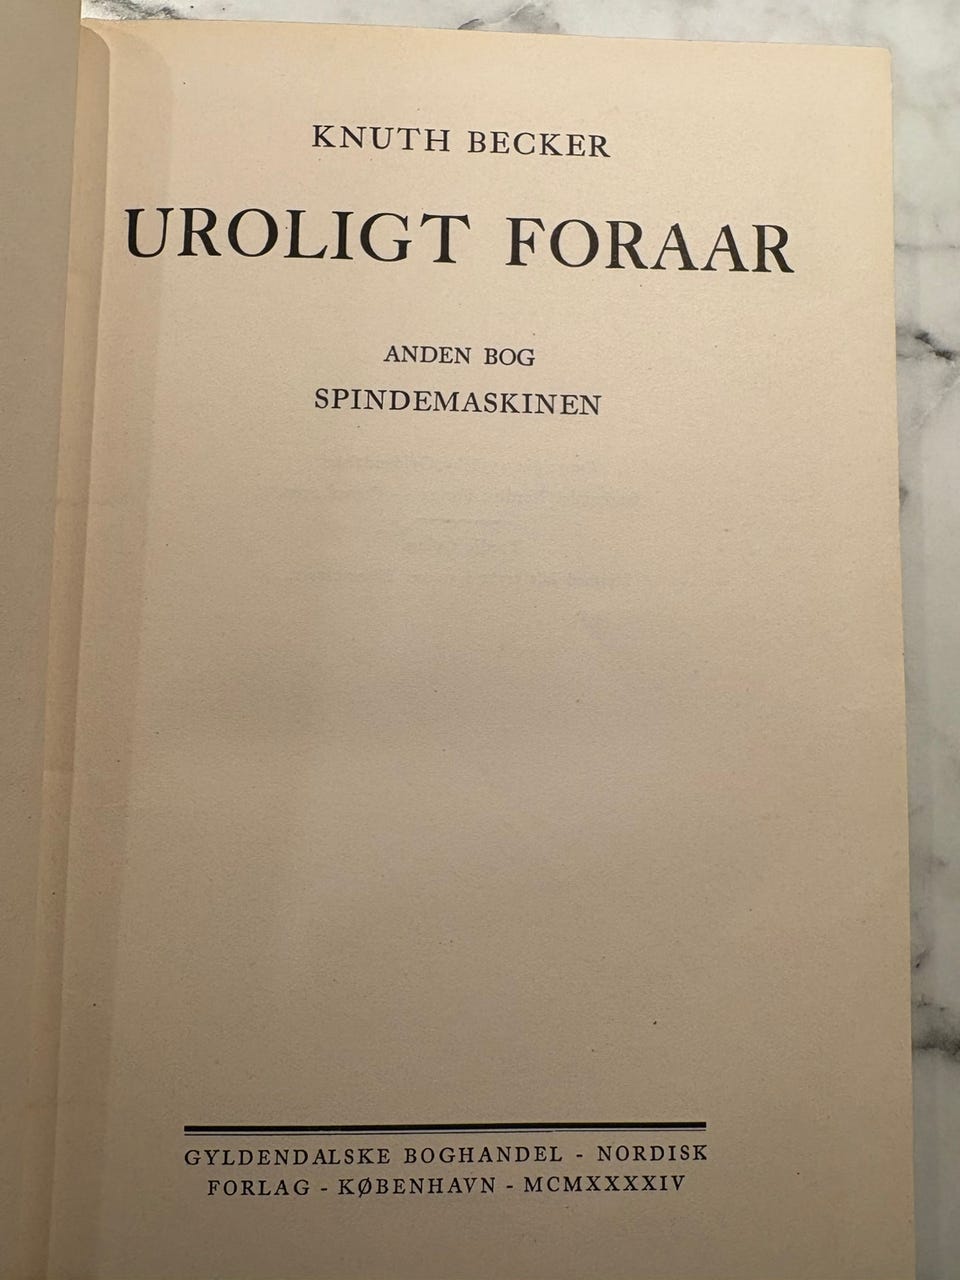 KNUTH BECKER
UROLIGT FORAAR
ANDEN BOG
SPINDEMASKINEN
GYLDENDALSKE BOGHANDEL - NORDISK
FORLAG - KØBENHAVN - MCMXXXXIV